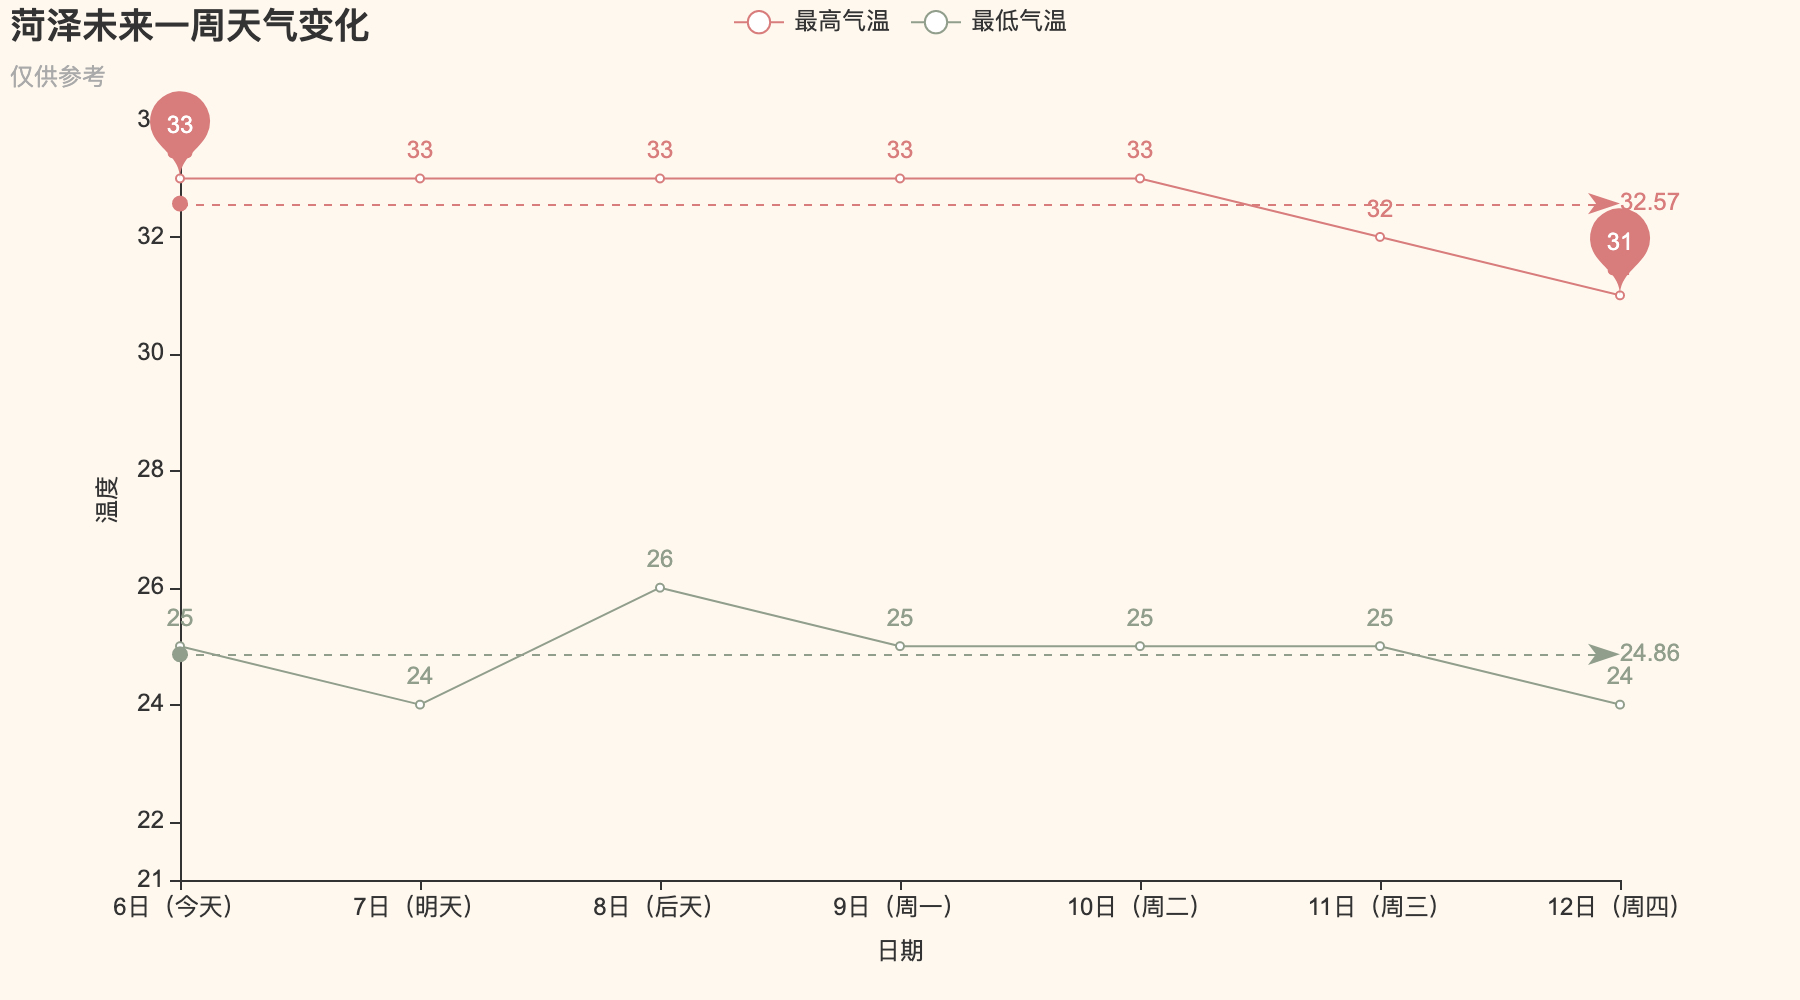 菏泽未来一周天气变化
仅供参考
最高气温
最低气温
33
33
33
33
33
32
31
32.57
25
24
26
25
25
25
24
24.86
3
32
30
28
26
24
22
21
温度
6日（今天）
7日（明天）
8日（后天）
9日（周一）
10日（周二）
11日（周三）
12日（周四）
日期